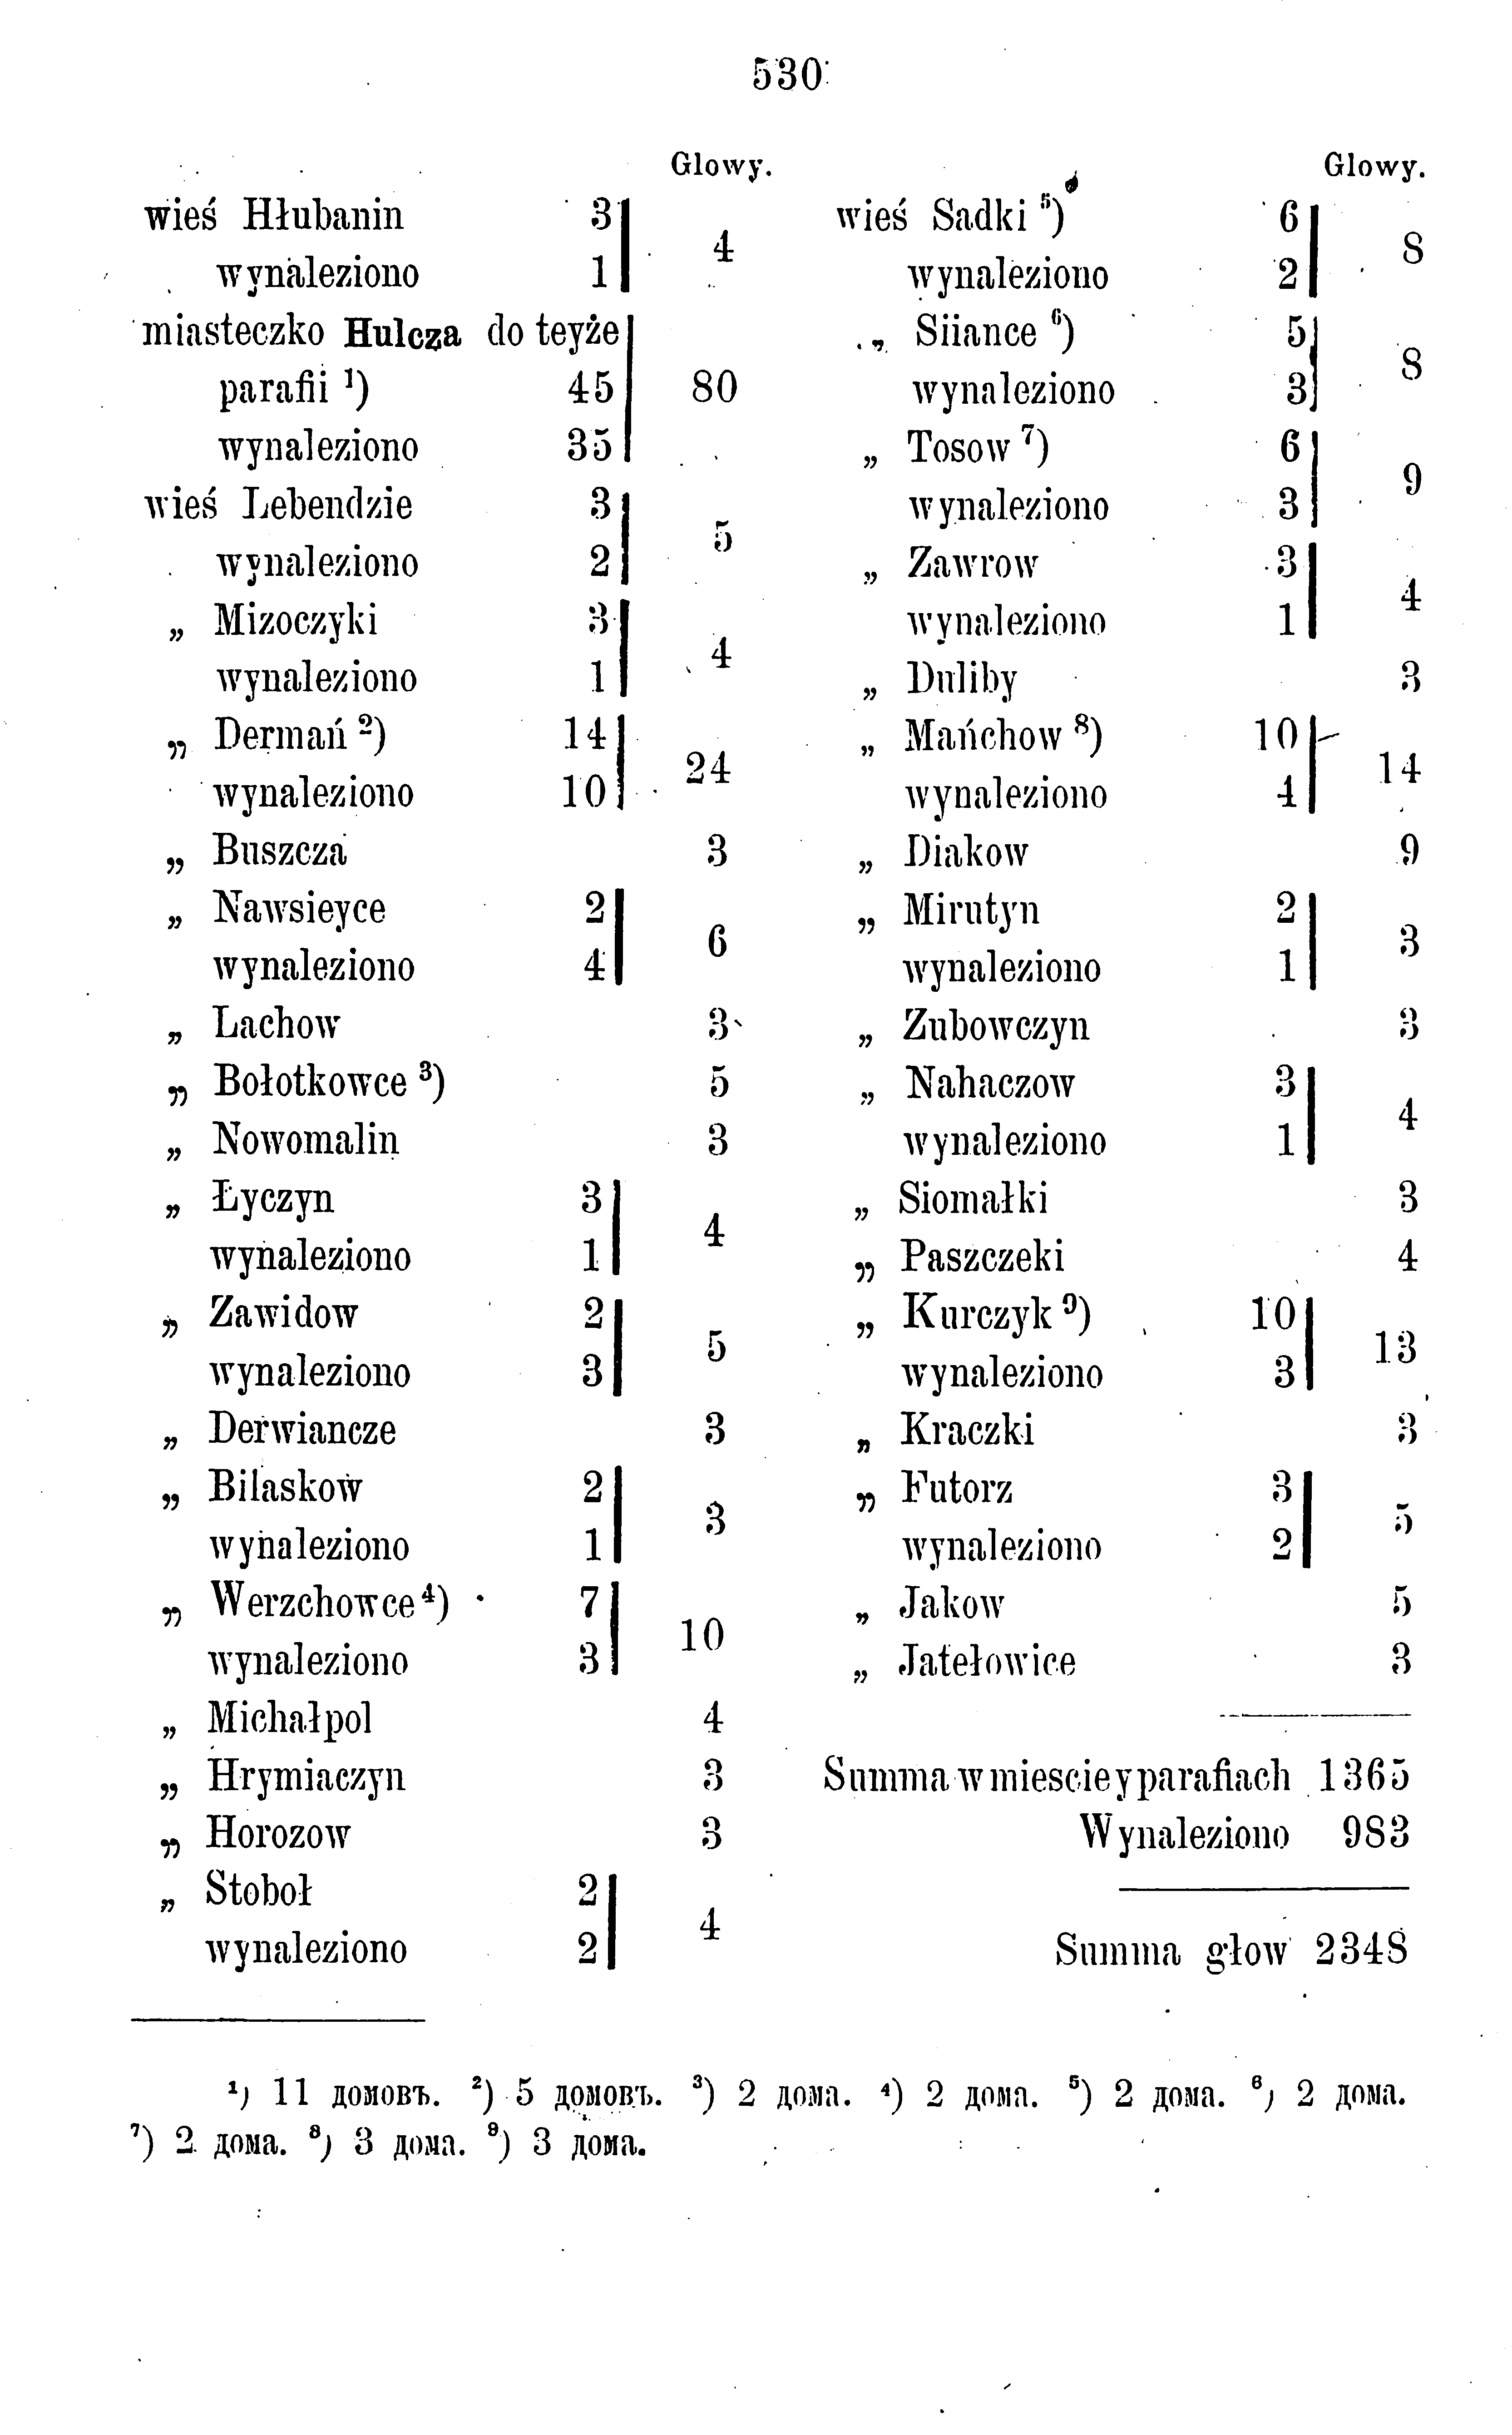 530
Glowy.
wieś Hłubanin 3
4
wynaleziono 1
miasteczko Hulcza do teyże
parafii ¹) 45 80
wynaleziono 35
wieś Lebendzie 3
5
wynaleziono 2
„ Mizoczyki 3
4
wynaleziono 1
„ Dermań ²) 14
24
wynaleziono 10
„ Buszcza 3
„ Nawsieyce 2
6
wynaleziono 4
„ Lachow 3
„ Bołotkowce ³) 5
„ Nowomalin 3
„ Łyczyn 3
4
wynaleziono 1
„ Zawidow 2
5
wynaleziono 3
„ Derwiancze 3
„ Bilaskow 2
3
wynaleziono 1
„ Werzchowce ⁴) 7
10
wynaleziono 3
„ Michałpol 4
„ Hrymiaczyn 3
„ Horozow 3
„ Stoboł 2
4
wynaleziono 2
Glowy.
wieś Sadki ⁵) 6
8
wynaleziono 2
„ Siiance ⁶) 5
8
wynaleziono 3
„ Tosow ⁷) 6
9
wynaleziono 3
„ Zawrow 3
4
wynaleziono 1
„ Duliby 3
„ Mańchow ⁸) 10
14
wynaleziono 4
„ Diakow 9
„ Mirutyn 2
3
wynaleziono 1
„ Zubowczyn 3
„ Nahaczow 3
4
wynaleziono 1
„ Siomałki 3
„ Paszczeki 4
„ Kurczyk ⁹) 10
13
wynaleziono 3
„ Kraczki 3
„ Futorz 3
5
wynaleziono 2
„ Jakow 5
„ Jatełowice 3
Summa w miescie y parafiach 1365
Wynaleziono 983
Summa głow 2348
¹) 11 домовъ. ²) 5 домовъ. ³) 2 дома. ⁴) 2 дома. ⁵) 2 дома. ⁶) 2 дома.
⁷) 2 дома. ⁸) 3 дома. ⁹) 3 дома.